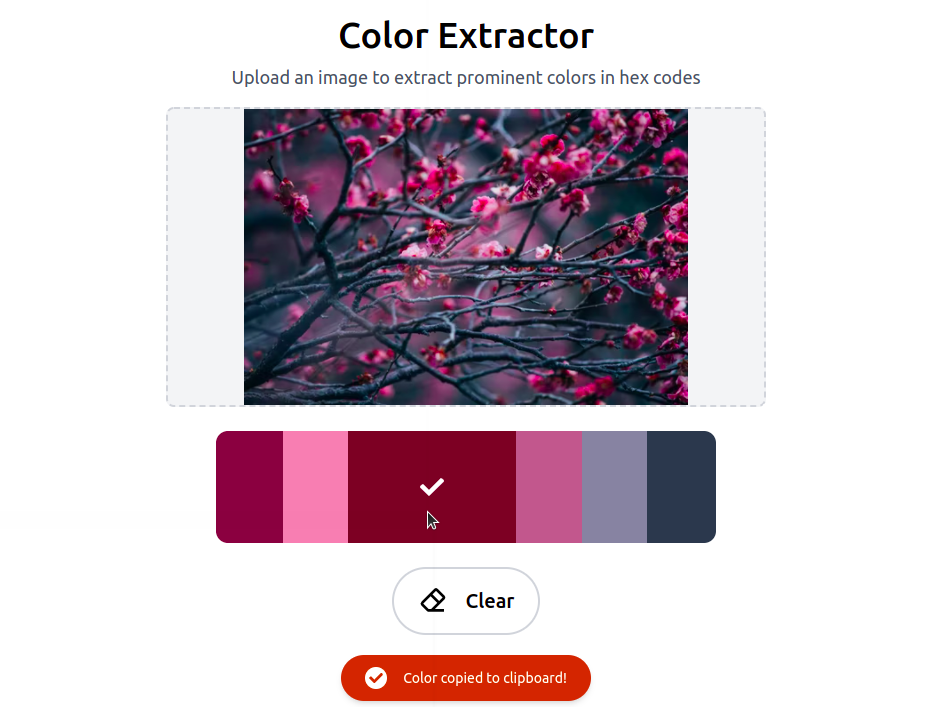 Color Extractor
Upload an image to extract prominent colors in hex codes
Clear
Color copied to clipboard!